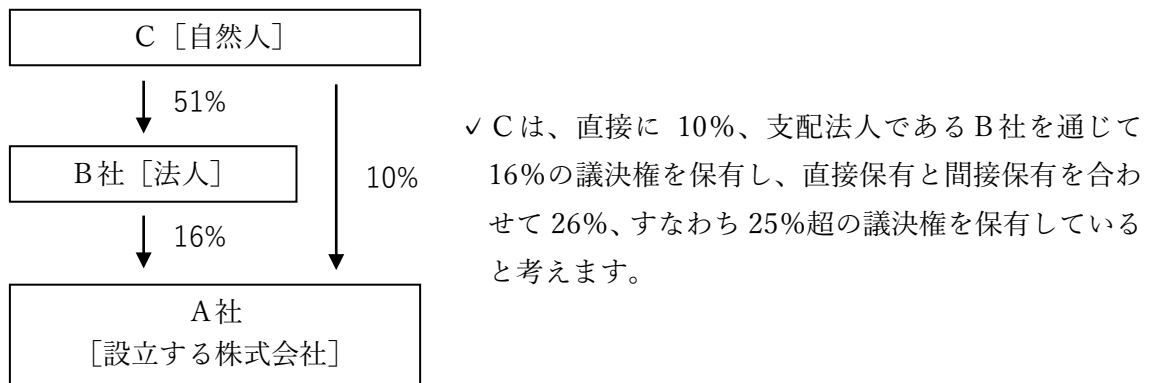 C［自然人］
51%
B社［法人］
10%
16%
A社
［設立する株式会社］
✓ Cは、直接に 10%、支配法人であるB社を通じて
16%の議決権を保有し、直接保有と間接保有を合わ
せて 26%、すなわち 25%超の議決権を保有している
と考えます。